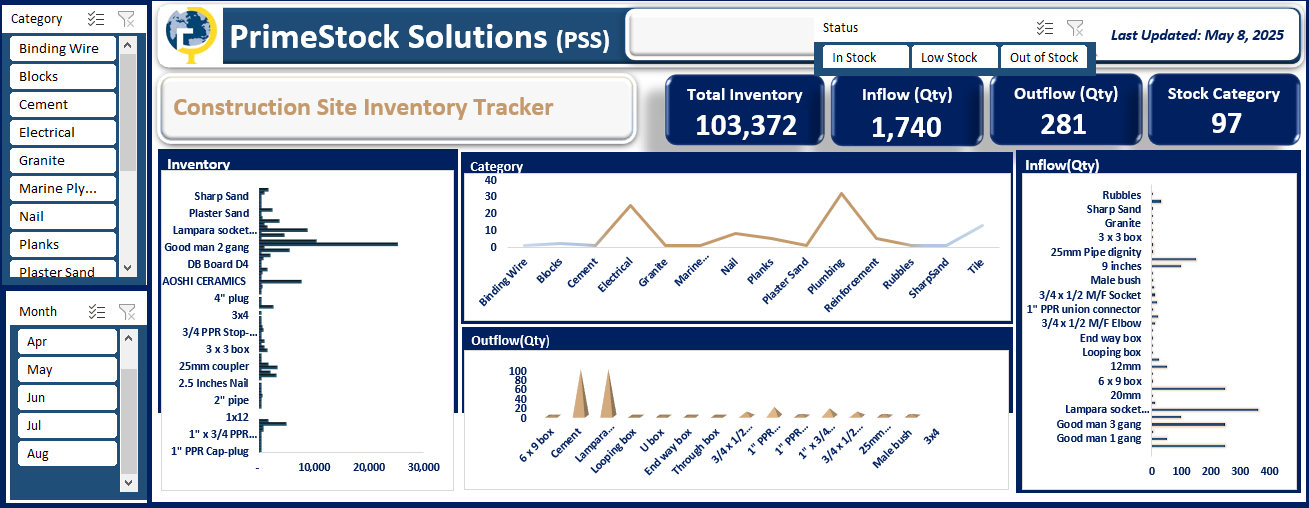 Category
Binding Wire
Blocks
Cement
Electrical
Granite
Marine Ply...
Nail
Planks
Plaster Sand
Month
Apr
May
Jun
Jul
Aug
PrimeStock Solutions (PSS)
Status
In Stock
Low Stock
Out of Stock
Last Updated: May 8, 2025
Construction Site Inventory Tracker
Total Inventory
103,372
Inflow (Qty)
1,740
Outflow (Qty)
281
Stock Category
97
Inventory
Sharp Sand
Plaster Sand
Lampara socket...
Good man 2 gang
DB Board D4
AOSHI CERAMICS
4" plug
3x4
3/4 PPR Stop-...
3 x 3 box
25mm coupler
2.5 Inches Nail
2" pipe
1x12
1" x 3/4 PPR...
1" PPR Cap-plug
-
10,000
20,000
30,000
Category
40
30
20
10
0
Binding Wire
Blocks
Cement
Electrical
Granite
Marine...
Nail
Planks
Plaster Sand
Plumbing
Reinforcement
Rubbles
SharpSand
Tile
Outflow(Qty)
100
80
60
40
20
0
6 x 9 box
Cement
Lampara...
Looping box
U box
End way box
Through box
3/4 x 1/2...
1" PPR...
1" PPR...
1" x 3/4...
3/4 x 1/2...
25mm...
Male bush
3x4
Inflow(Qty)
Rubbles
Sharp Sand
Granite
3 x 3 box
25mm Pipe dignity
9 inches
Male bush
3/4 x 1/2 M/F Socket
1" PPR union connector
3/4 x 1/2 M/F Elbow
End way box
Looping box
12mm
6 x 9 box
20mm
Lampara socket...
Good man 3 gang
Good man 1 gang
0
100
200
300
400